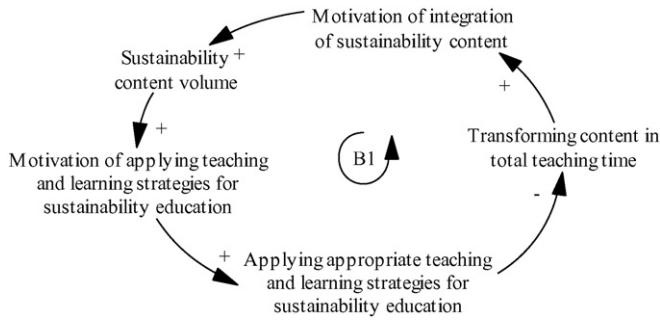 Motivation of integration
of sustainability content
+
Sustainability
content volume
+
Motivation of applying teaching
and learning strategies for
sustainability education
+
Applying appropriate teaching
and learning strategies for
sustainability education
-
Transforming content in
total teaching time
+
B1